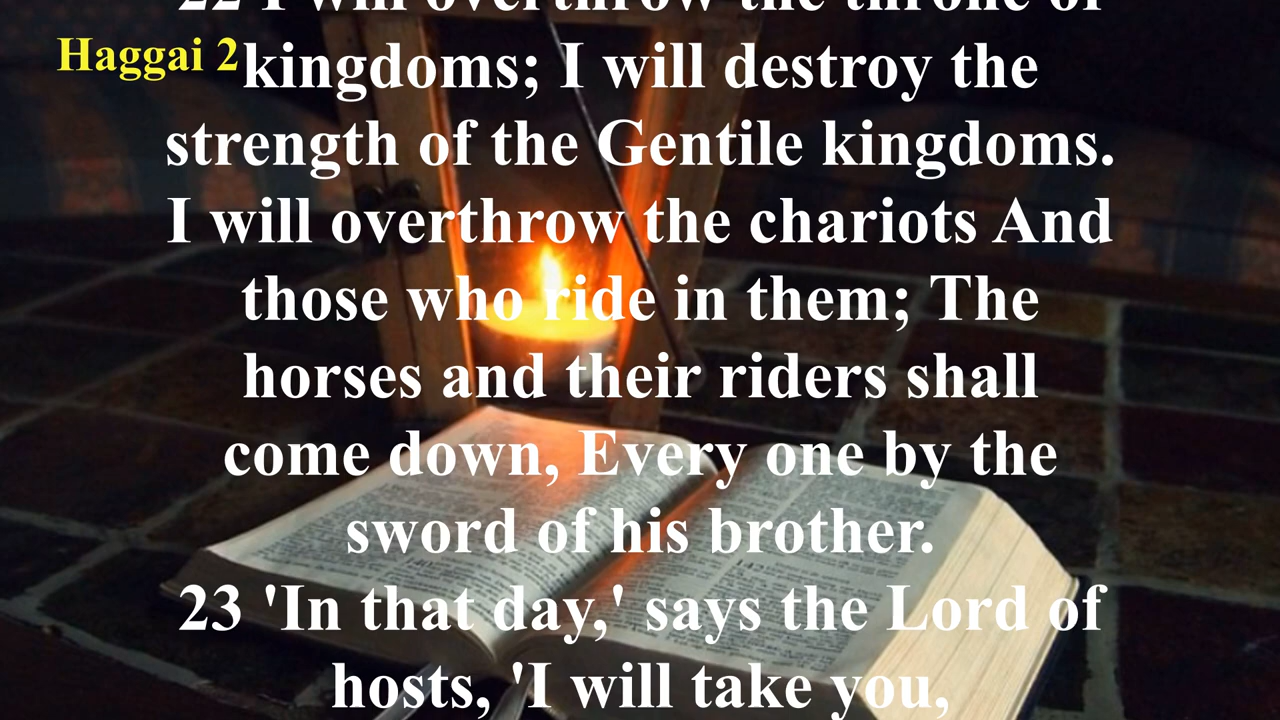 22 I will overthrow the throne of
Haggai 2
kingdoms; I will destroy the
strength of the Gentile kingdoms.
I will overthrow the chariots And
those who ride in them; The
horses and their riders shall
come down, Every one by the
sword of his brother.
23 'In that day,' says the Lord of
hosts, 'I will take you,